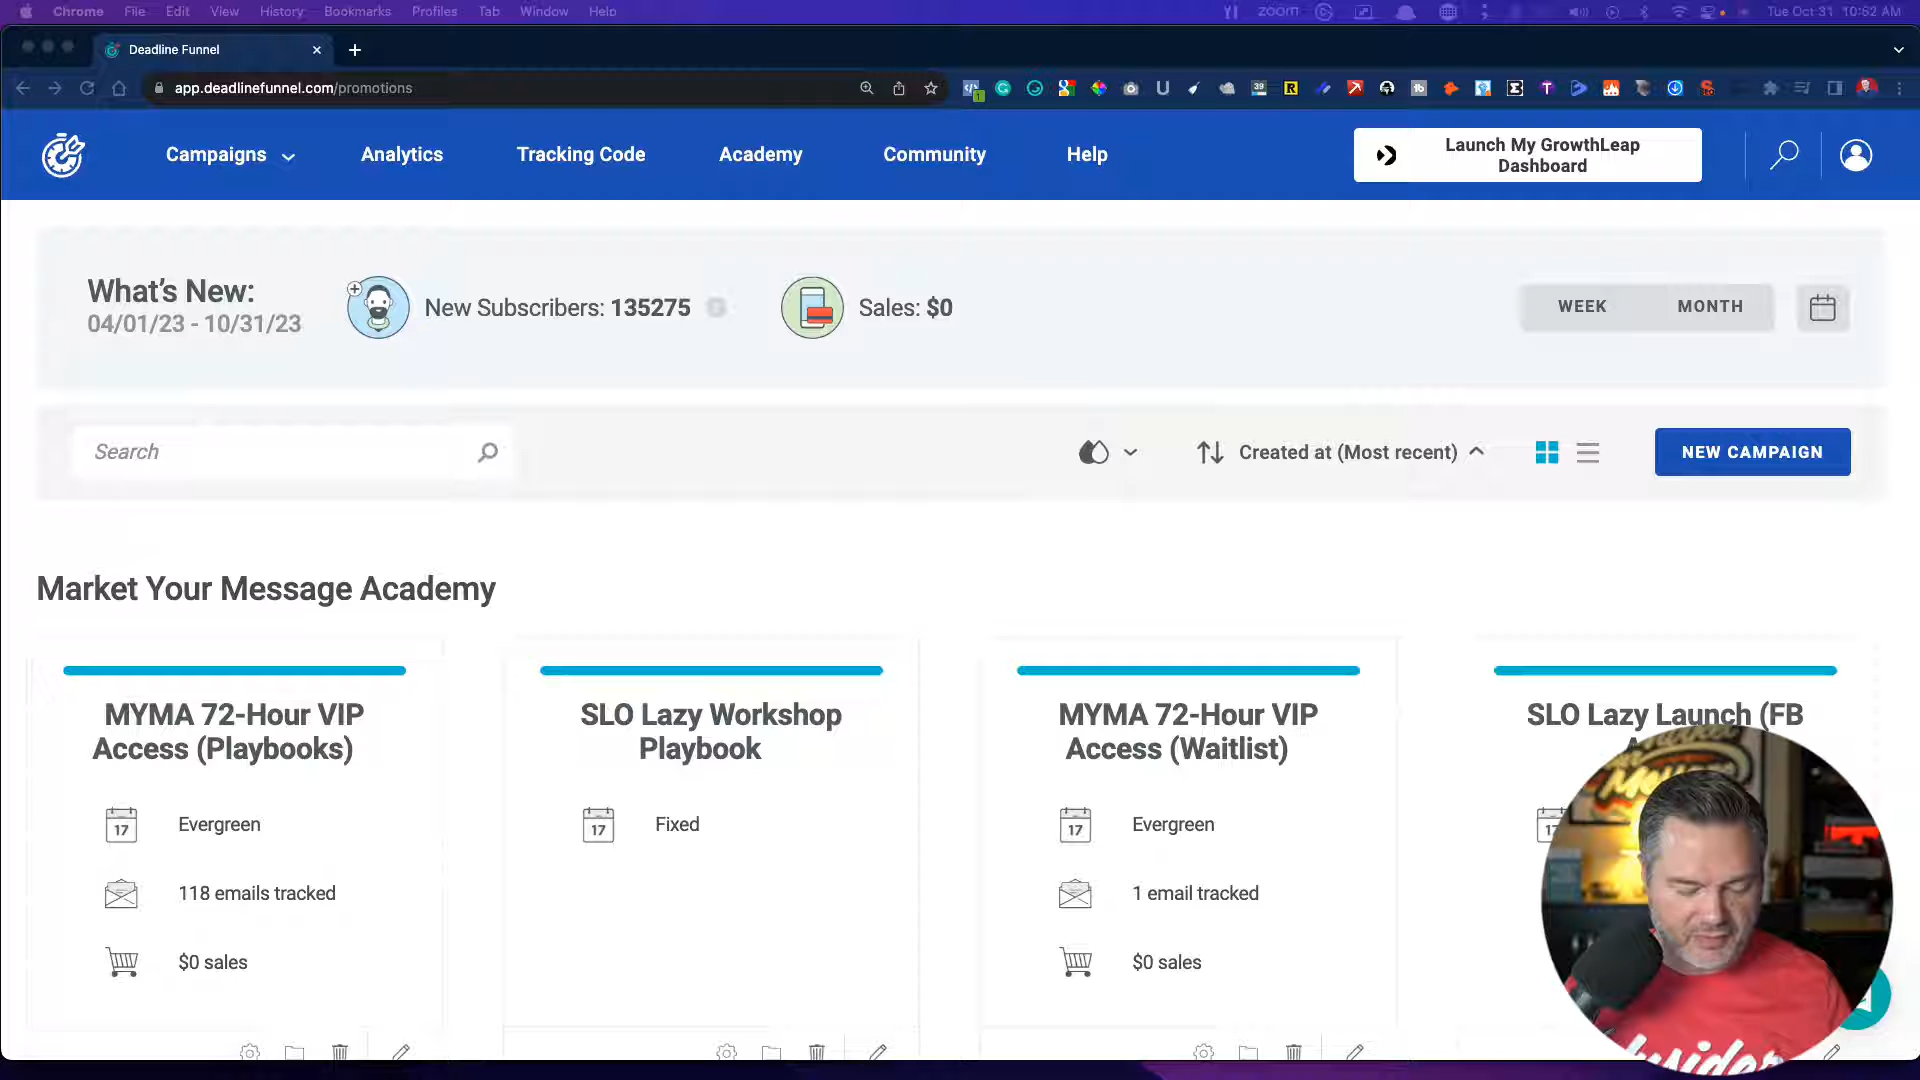 Chrome File Edit View History Bookmarks Profiles Tab Window Help zoom Tue Oct 31 10:52 AM
Deadline Funnel
app.deadlinefunnel.com/promotions
Campaigns Analytics Tracking Code Academy Community Help
Launch My GrowthLeap
Dashboard
What's New:
04/01/23 - 10/31/23
New Subscribers: 135275
Sales: $0
WEEK MONTH
Search
Created at (Most recent)
NEW CAMPAIGN
Market Your Message Academy
MYMA 72-Hour VIP
Access (Playbooks)
17 Evergreen
118 emails tracked
$0 sales
SLO Lazy Workshop
Playbook
17 Fixed
MYMA 72-Hour VIP
Access (Waitlist)
17 Evergreen
1 email tracked
$0 sales
SLO Lazy Launch (FB